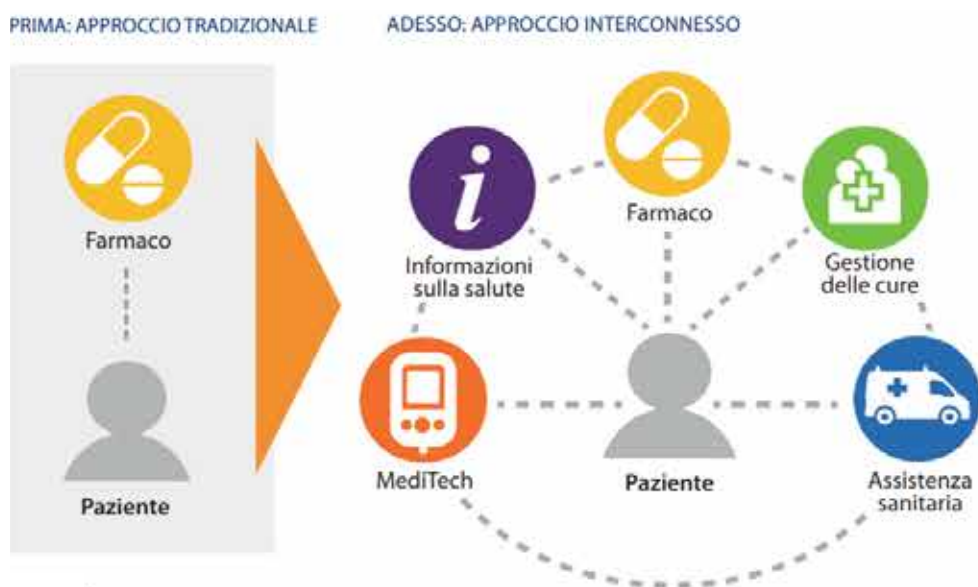 PRIMA: APPROCCIO TRADIZIONALE
Farmaco
Paziente
ADESSO: APPROCCIO INTERCONNESSO
Farmaco
Informazioni
sulla salute
Gestione
delle cure
MediTech
Paziente
Assistenza
sanitaria